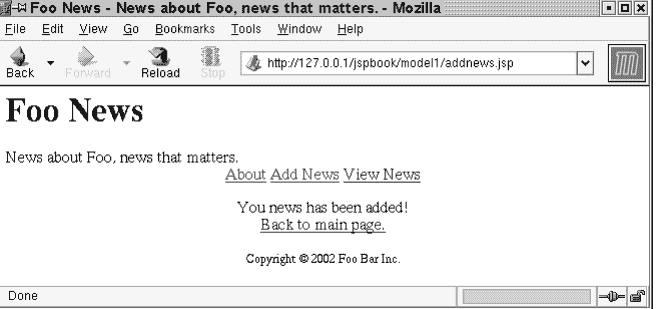 Foo News - News about Foo, news that matters. - Mozilla
File Edit View Go Bookmarks Tools Window Help
Back Forward Reload Stop http://127.0.0.1/jspbook/model1/addnews.jsp
Foo News
News about Foo, news that matters.
About Add News View News
You news has been added!
Back to main page.
Copyright © 2002 Foo Bar Inc.
Done